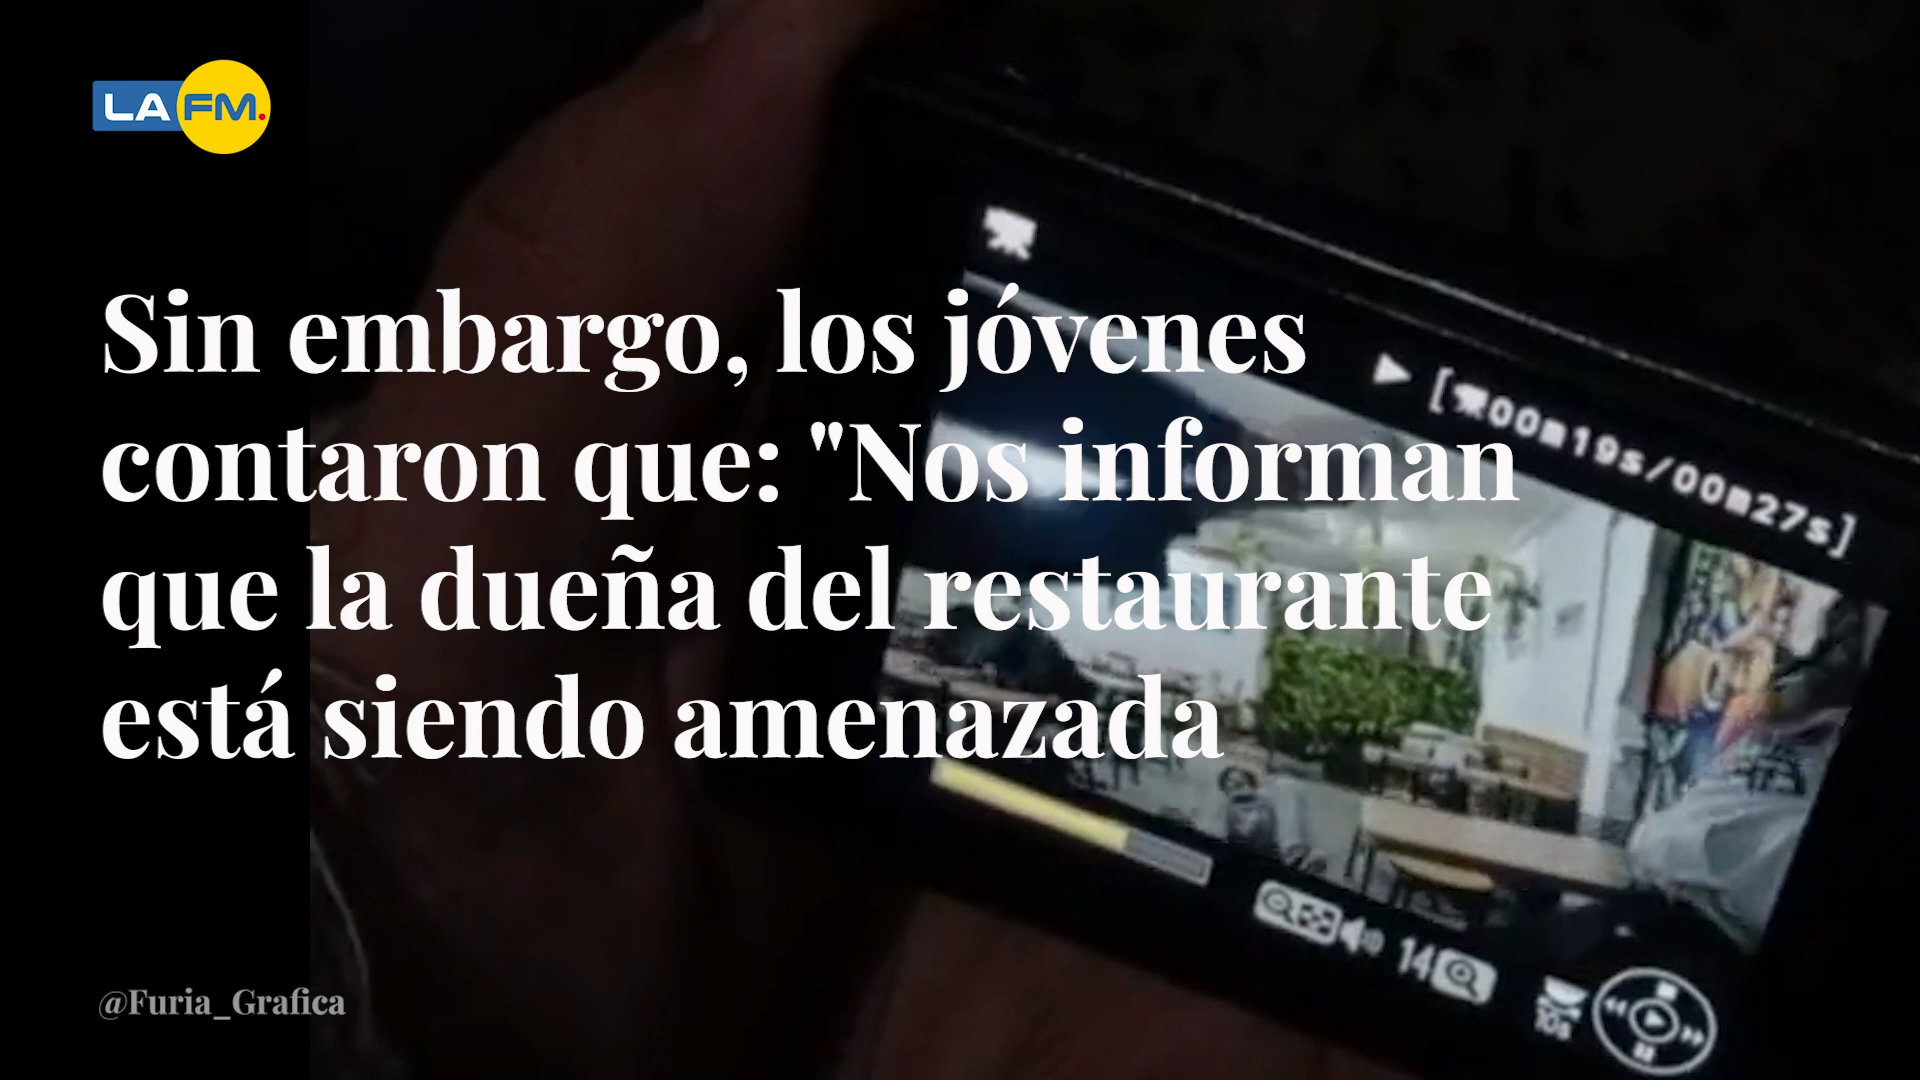 LA FM.
Sin embargo, los jóvenes
[00m19s/00m27s]
contaron que: "Nos informan
que la dueña del restaurante
está siendo amenazada
14
10s
@Furia_Grafica